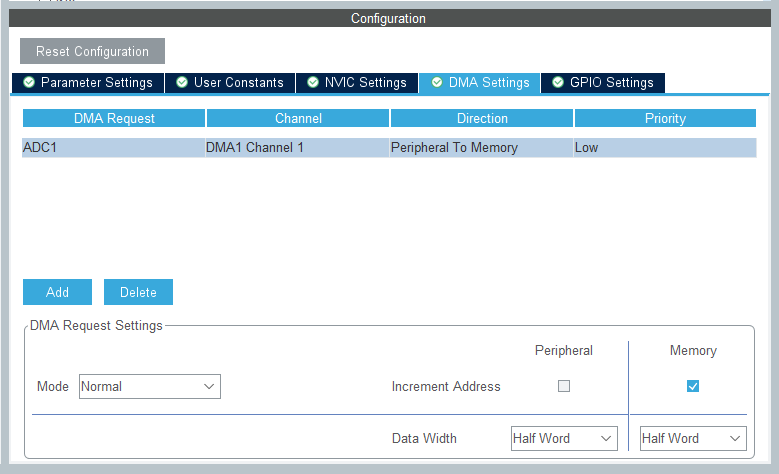 Configuration
Reset Configuration
Parameter Settings User Constants NVIC Settings DMA Settings GPIO Settings
DMA Request Channel Direction Priority
ADC1 DMA1 Channel 1 Peripheral To Memory Low
Add Delete
DMA Request Settings
Peripheral Memory
Mode Normal Increment Address
Data Width Half Word Half Word